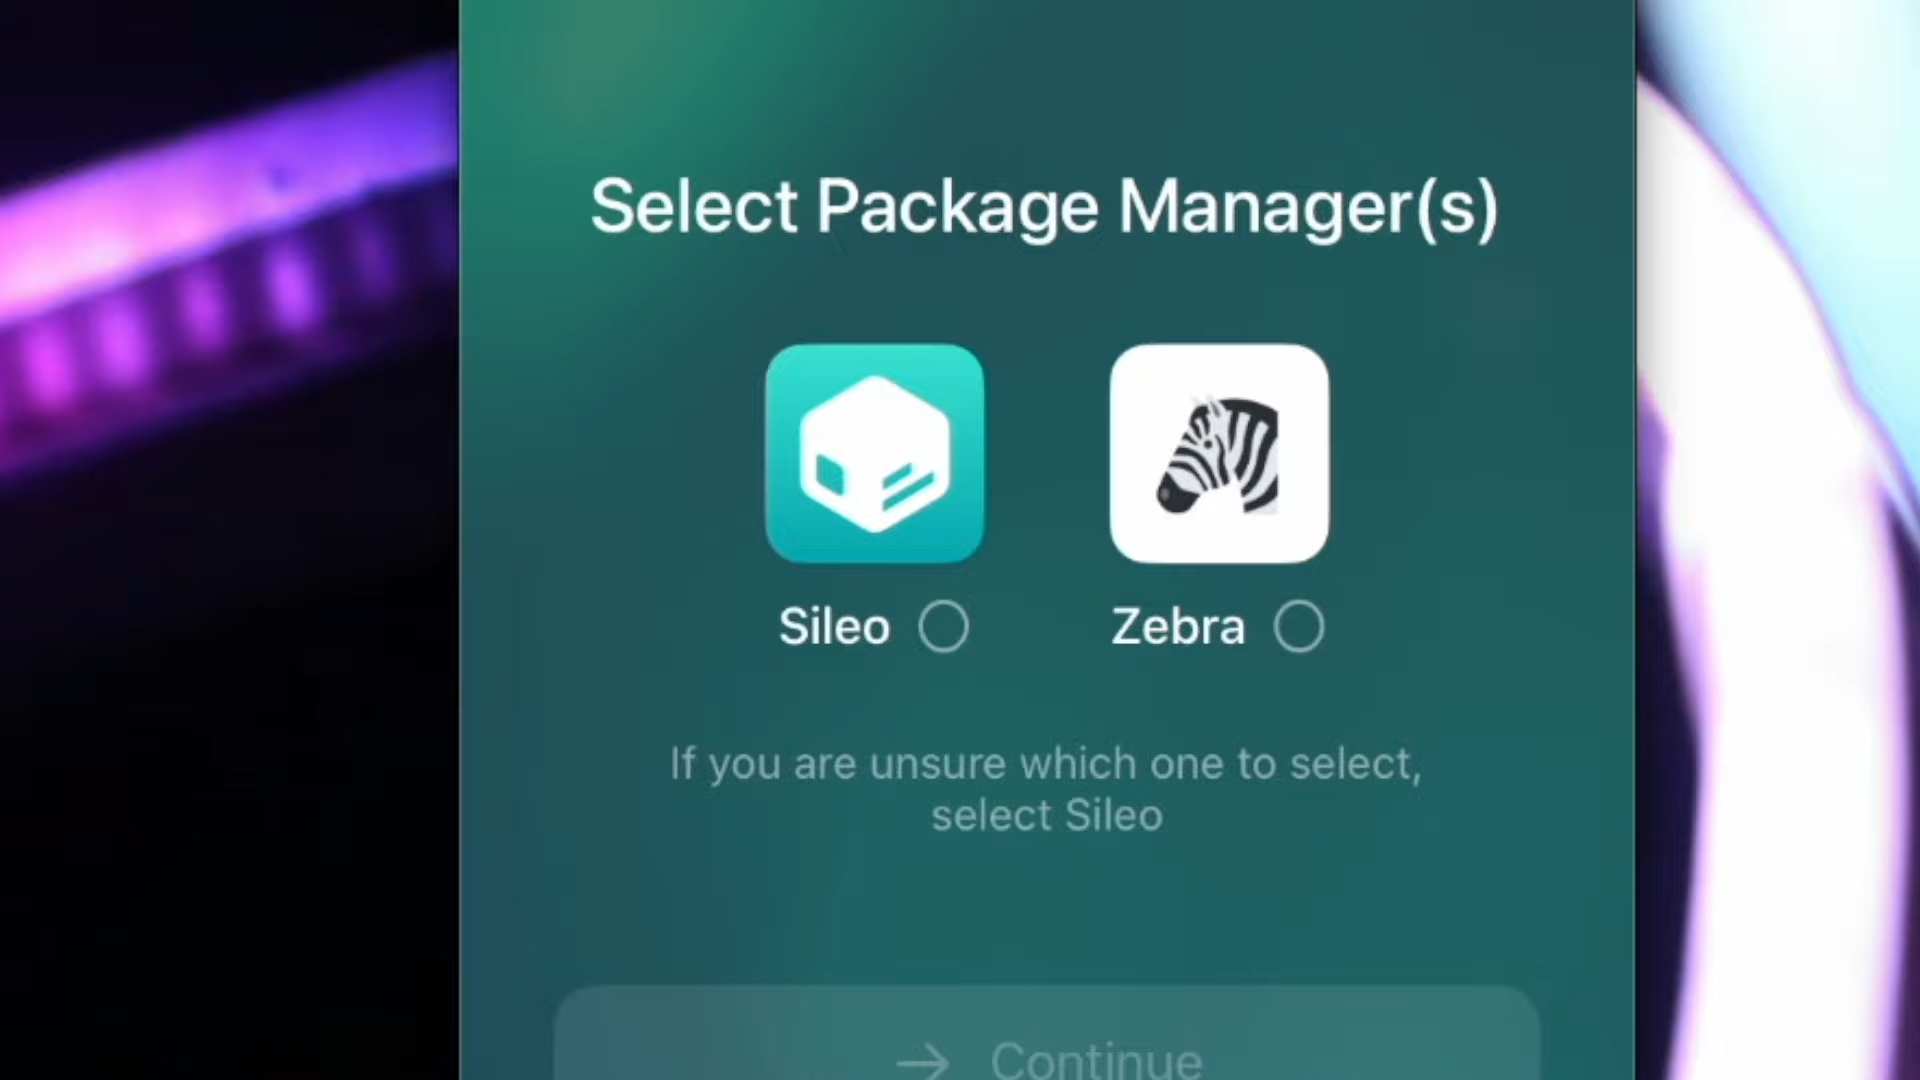 Select Package Manager(s)
Sileo
Zebra
If you are unsure which one to select,
select Sileo
Continue